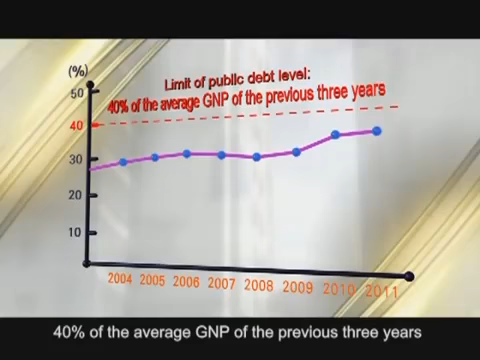 (%)
Limit of public debt level:
40% of the average GNP of the previous three years
50
40
30
20
10
2004 2005 2006 2007 2008 2009 2010 2011
40% of the average GNP of the previous three years